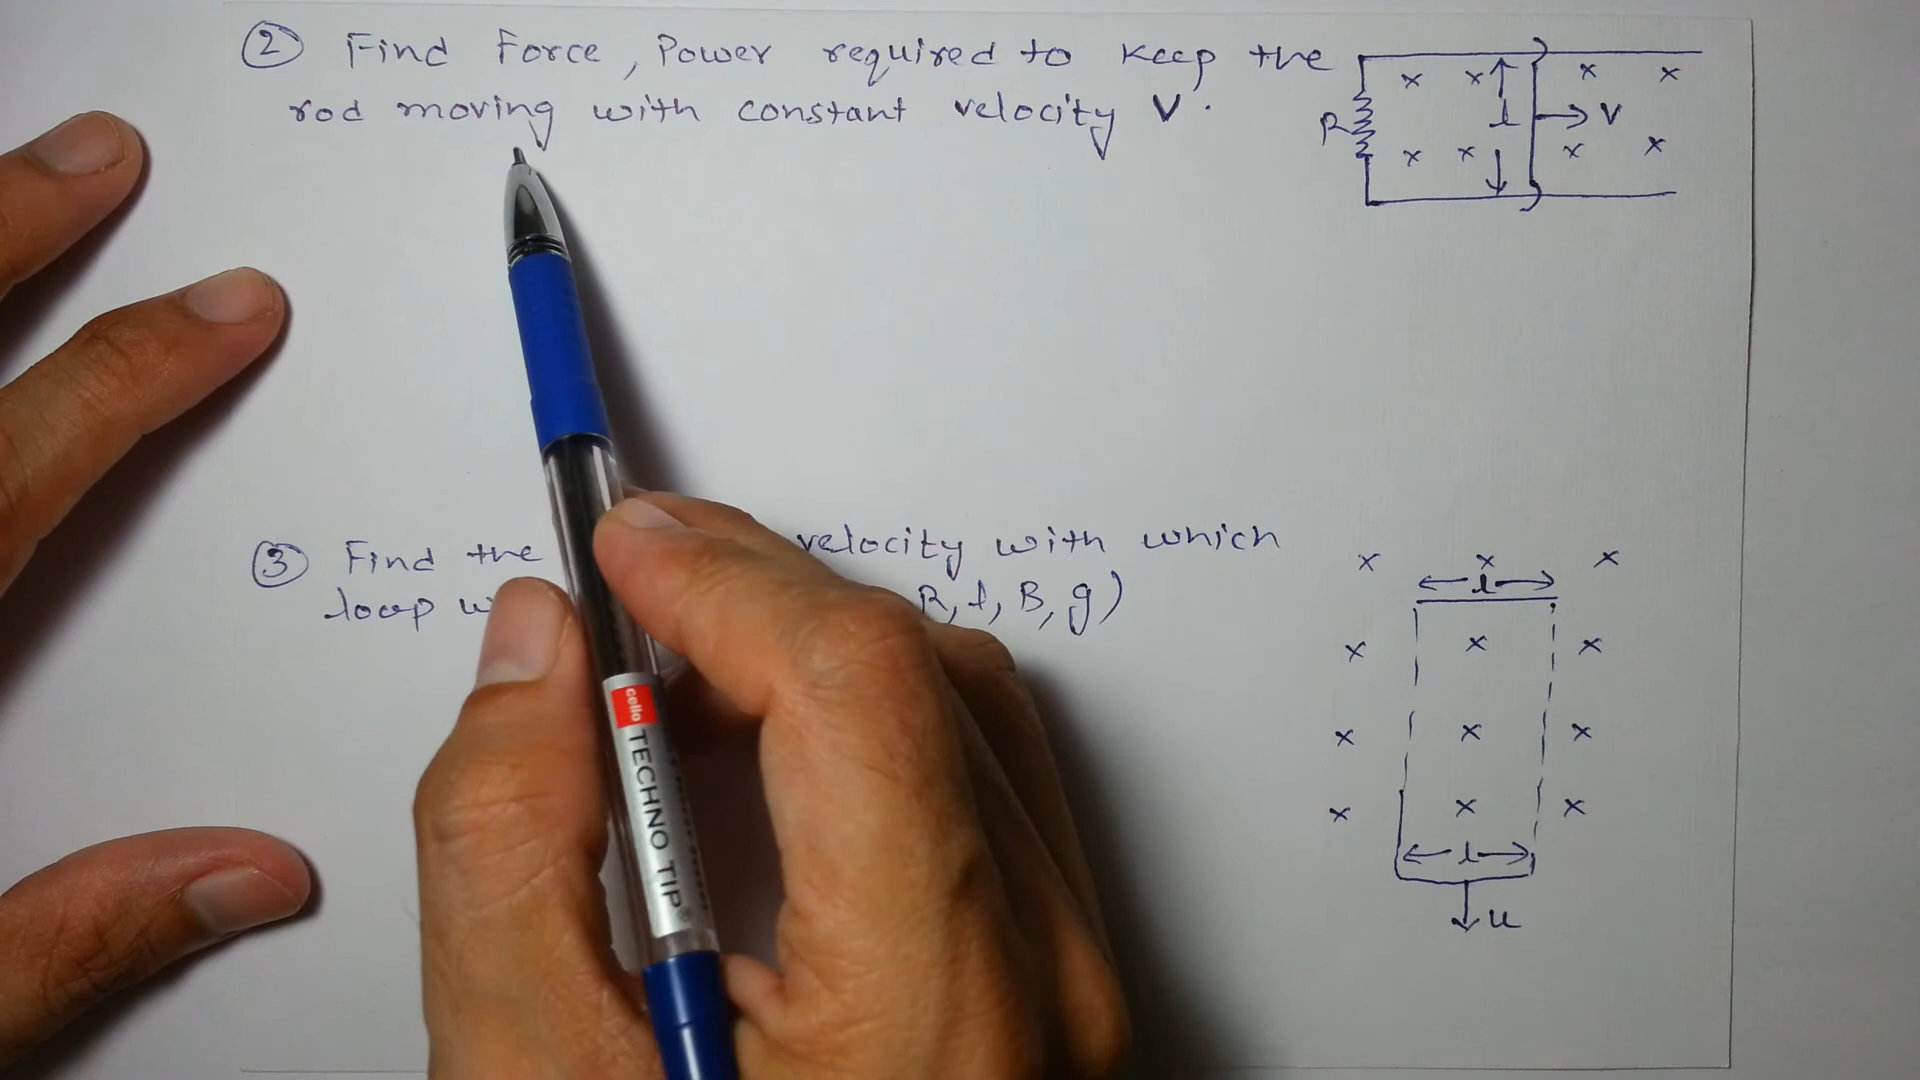 ② Find Force, Power required to keep the
rod moving with constant velocity V.
R
l
V
③ Find the velocity with which
loop R, l, B, g)
l
l
u
cello
TECHNO TIP®